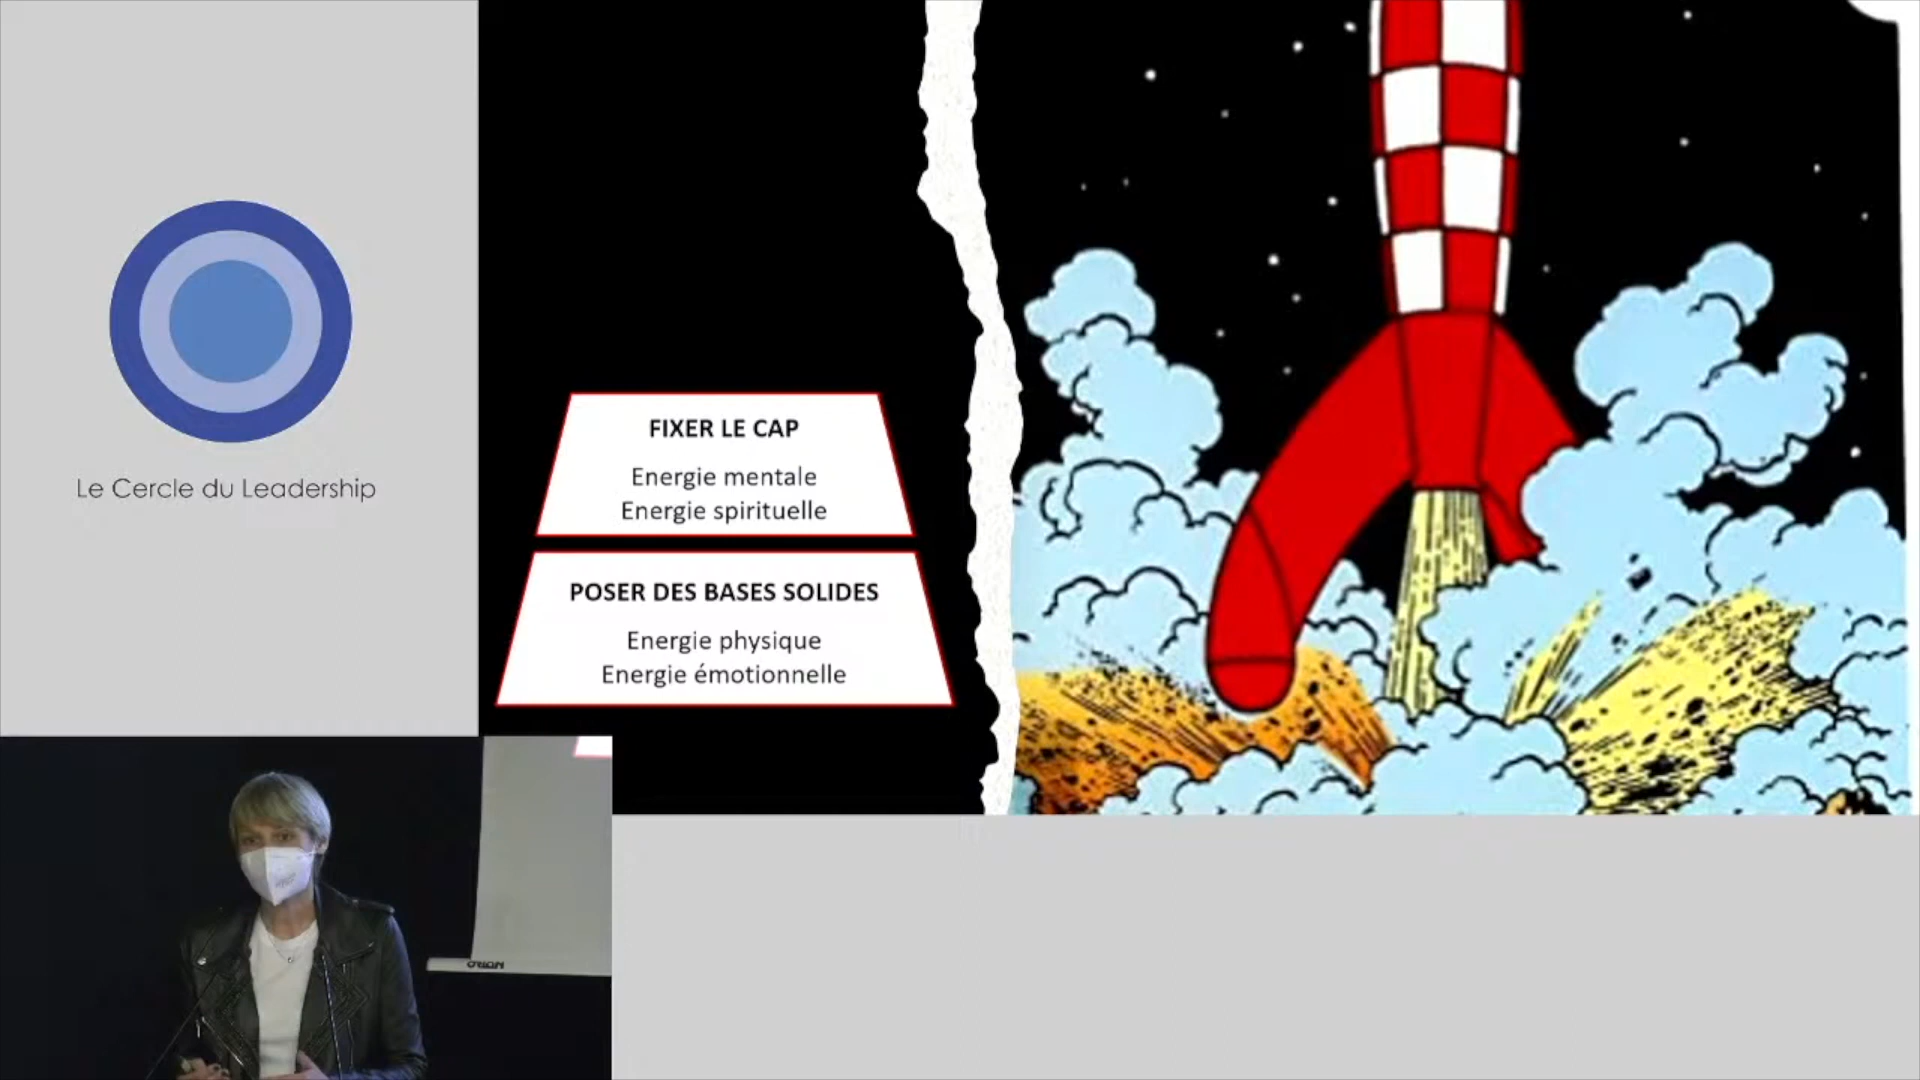 Le Cercle du Leadership
FIXER LE CAP
Energie mentale
Energie spirituelle
POSER DES BASES SOLIDES
Energie physique
Energie émotionnelle
ORION